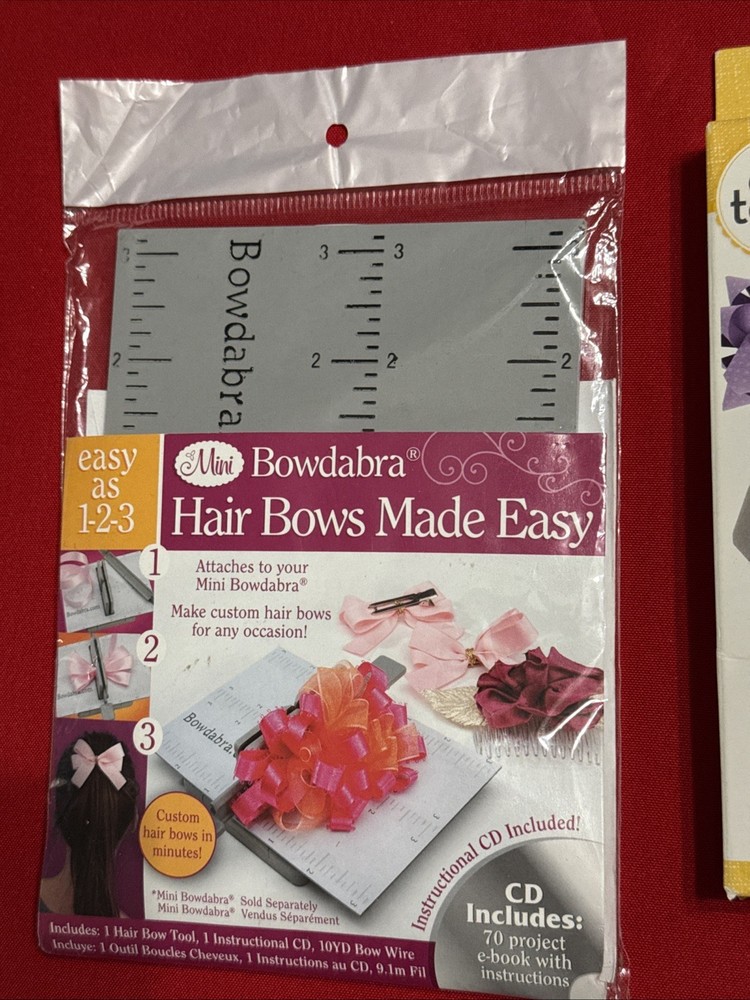 Bowdabra
3 3 3
2 2 2 2
easy
as
1-2-3
Mini Bowdabra®
Hair Bows Made Easy
1
Attaches to your
Mini Bowdabra®
Make custom hair bows
for any occasion!
2
3
Bowdabra
Custom
hair bows in
minutes!
Instructional CD Included!
CD
Includes:
70 project
e-book with
instructions
*Mini Bowdabra® Sold Separately
Mini Bowdabra® Vendus Séparément
Includes: 1 Hair Bow Tool, 1 Instructional CD, 10YD Bow Wire
Incluye: 1 Outil Boucles Cheveux, 1 Instructions au CD, 9.1m Fil